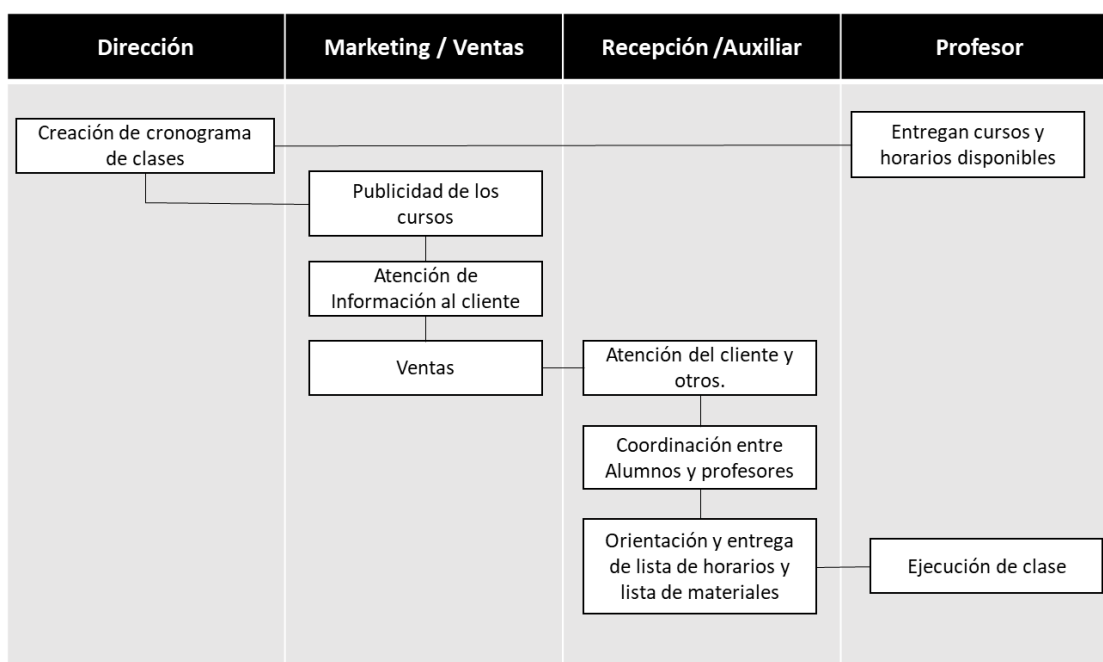 Dirección
Marketing / Ventas
Recepción /Auxiliar
Profesor
Creación de cronograma
de clases
Entregan cursos y
horarios disponibles
Publicidad de los
cursos
Atención de
Información al cliente
Ventas
Atención del cliente y
otros.
Coordinación entre
Alumnos y profesores
Orientación y entrega
de lista de horarios y
lista de materiales
Ejecución de clase